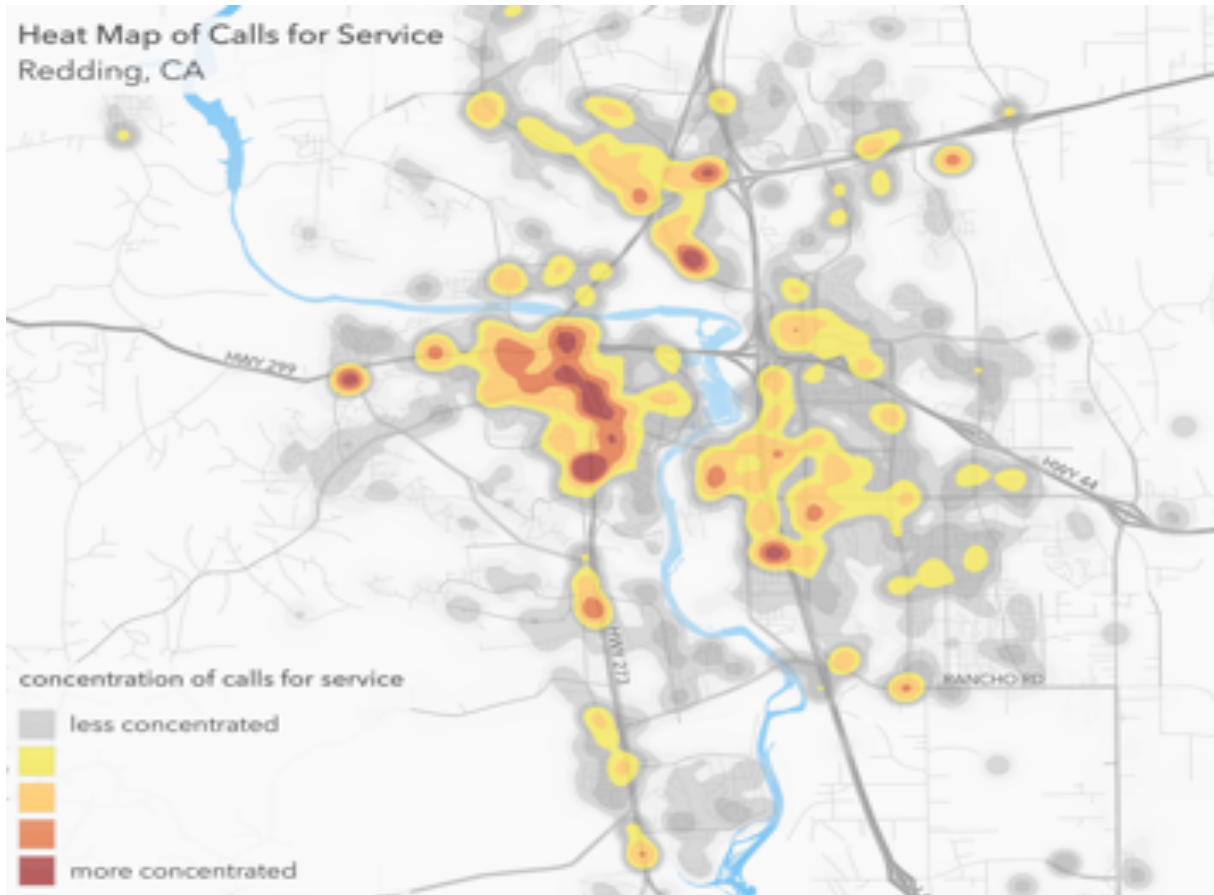 Heat Map of Calls for Service
Redding, CA
HWY 299
HWY 44
HWY 273
RANCHO RD
concentration of calls for service
less concentrated
more concentrated